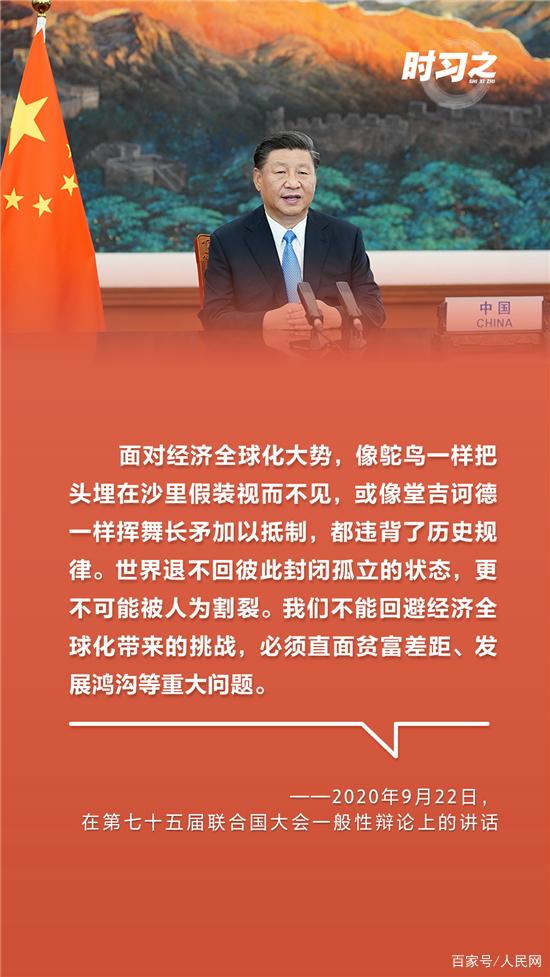 时习之
SHI XI ZHI
中国
CHINA
面对经济全球化大势，像鸵鸟一样把
头埋在沙里假装视而不见，或像堂吉诃德
一样挥舞长矛加以抵制，都违背了历史规
律。世界退不回彼此封闭孤立的状态，更
不可能被人为割裂。我们不能回避经济全
球化带来的挑战，必须直面贫富差距、发
展鸿沟等重大问题。
——2020年9月22日，
在第七十五届联合国大会一般性辩论上的讲话
百家号/人民网